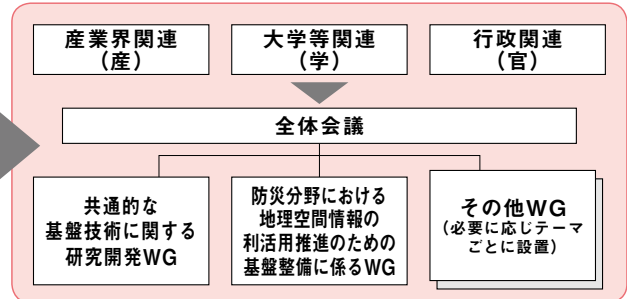 産業界関連
（産）
大学等関連
（学）
行政関連
（官）
全体会議
共通的な
基盤技術に関する
研究開発WG
防災分野における
地理空間情報の
利活用推進のための
基盤整備に係るWG
その他WG
（必要に応じテーマ
ごとに設置）